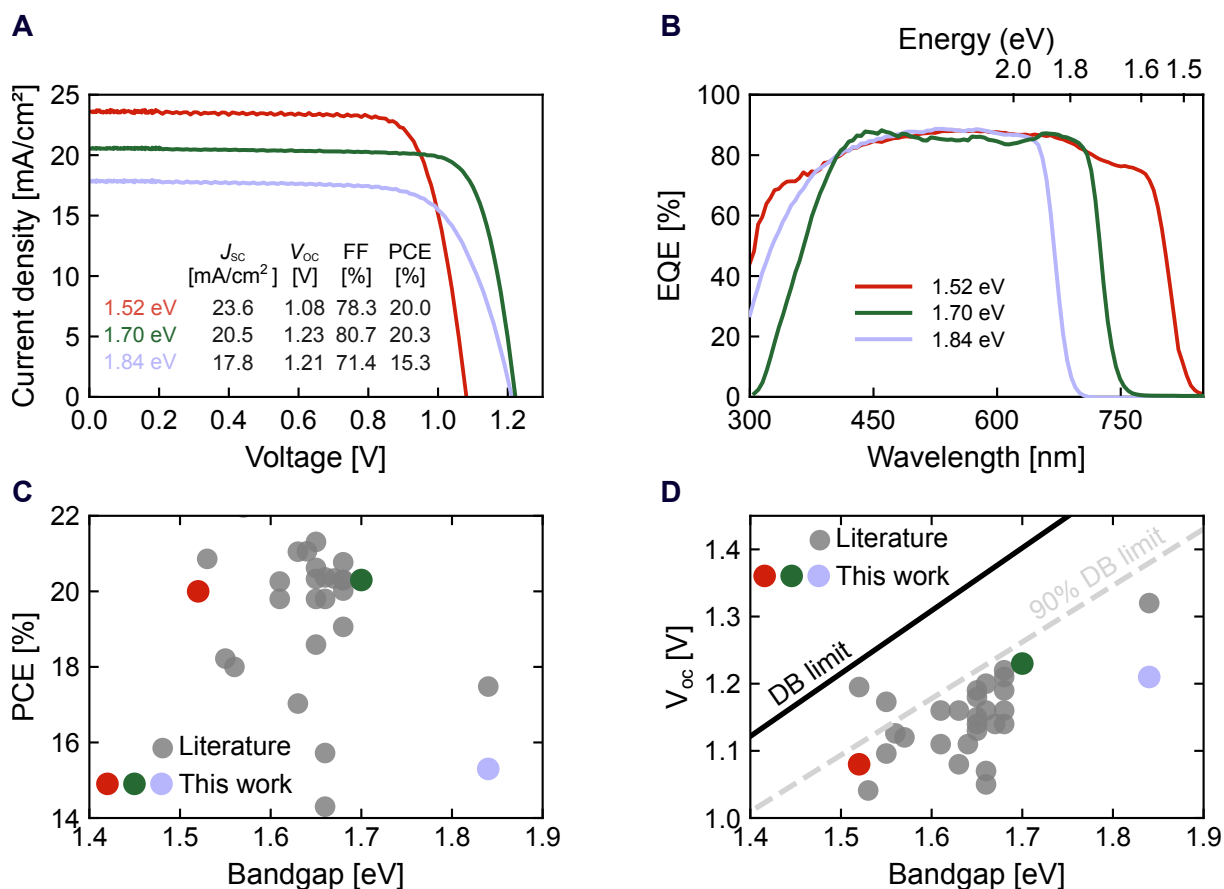 A
25
20
15
10
5
0
0.0 0.2 0.4 0.6 0.8 1.0 1.2
Current density [mA/cm²]
Voltage [V]
Jsc Voc FF PCE
[mA/cm²] [V] [%] [%]
1.52 eV 23.6 1.08 78.3 20.0
1.70 eV 20.5 1.23 80.7 20.3
1.84 eV 17.8 1.21 71.4 15.3
B
Energy (eV)
2.0 1.8 1.6 1.5
100
80
60
40
20
0
300 450 600 750
EQE [%]
Wavelength [nm]
1.52 eV
1.70 eV
1.84 eV
C
22
20
18
16
14
1.4 1.5 1.6 1.7 1.8 1.9
PCE [%]
Bandgap [eV]
Literature
This work
D
1.4
1.3
1.2
1.1
1.0
1.4 1.5 1.6 1.7 1.8 1.9
Voc [V]
Bandgap [eV]
Literature
This work
DB limit
90% DB limit